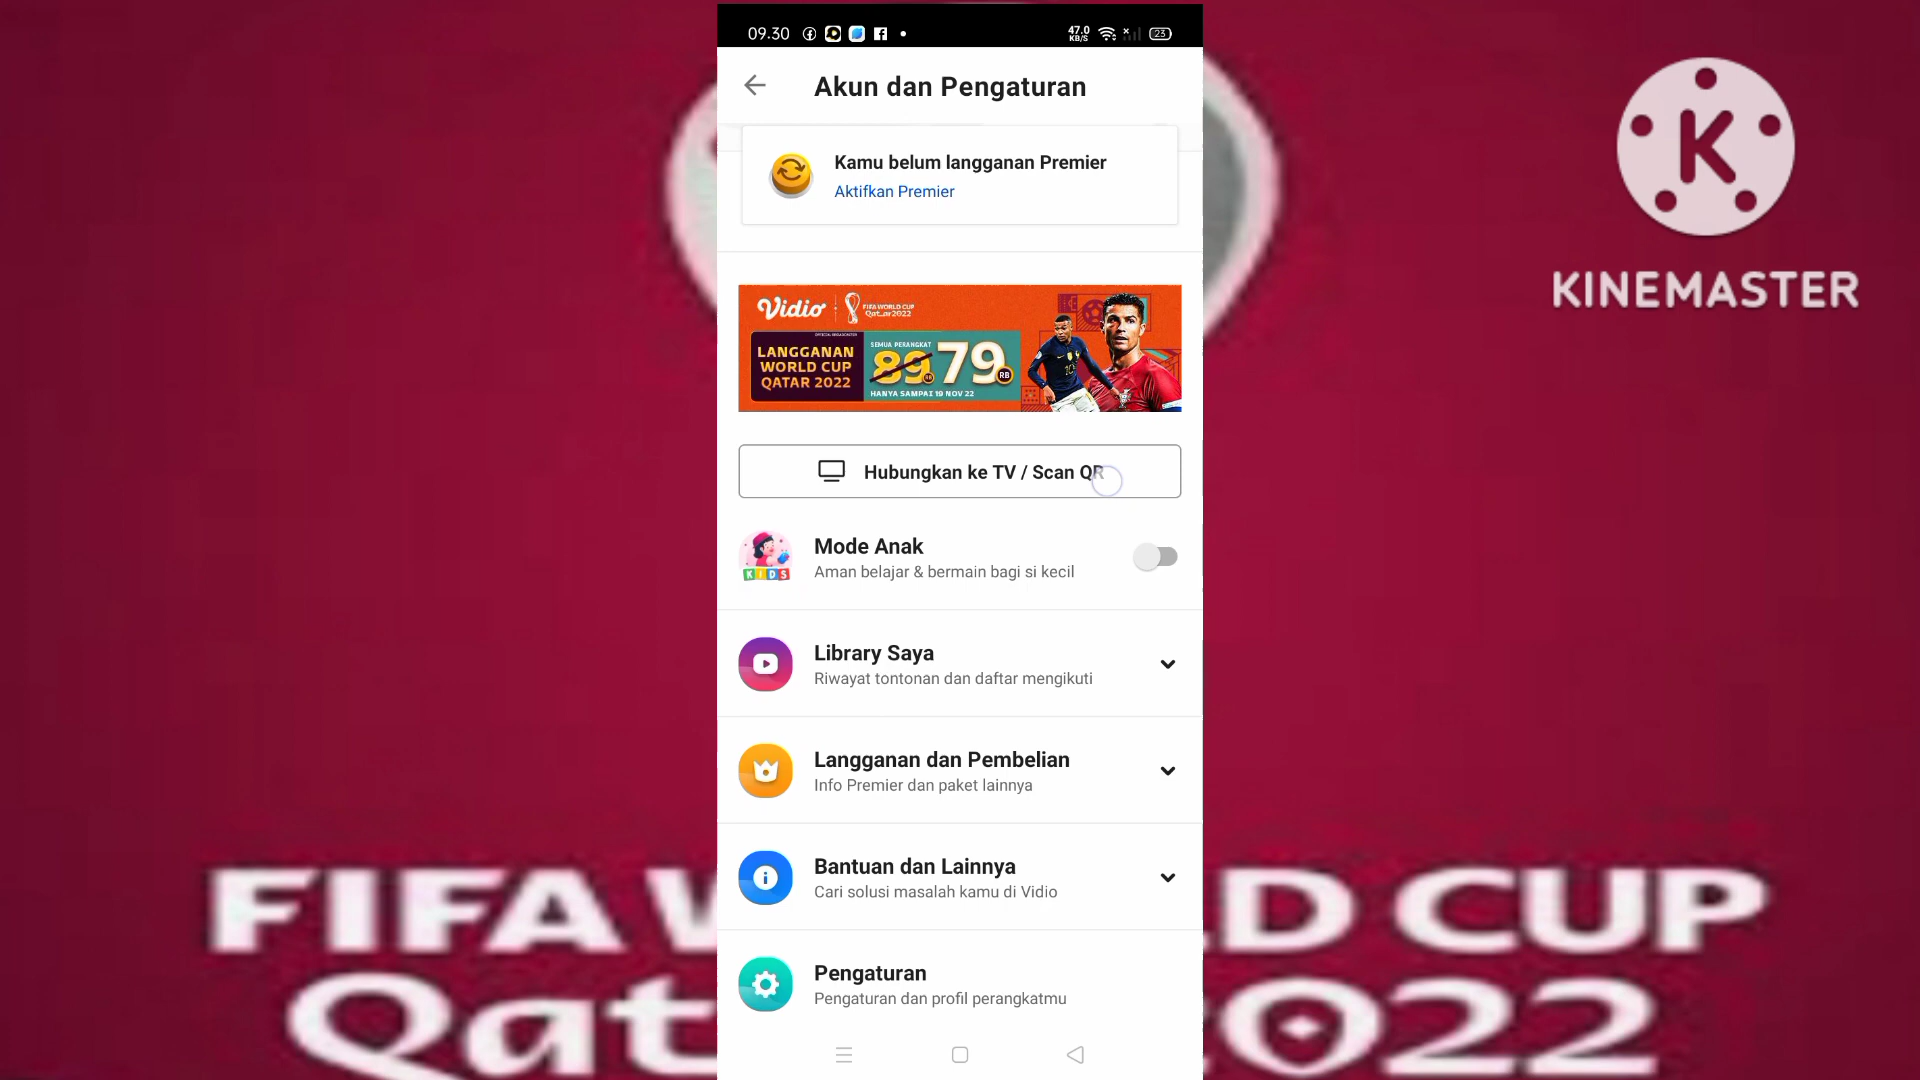 09.30
47.0
KB/S
23
Akun dan Pengaturan
Kamu belum langganan Premier
Aktifkan Premier
Vidio
FIFA WORLD CUP
Qatar2022
LANGGANAN
WORLD CUP
QATAR 2022
SEMUA PERANGKAT
89 RB 79 RB
HANYA SAMPAI 19 NOV 22
Hubungkan ke TV / Scan QR
KIDS
Mode Anak
Aman belajar & bermain bagi si kecil
Library Saya
Riwayat tontonan dan daftar mengikuti
Langganan dan Pembelian
Info Premier dan paket lainnya
Bantuan dan Lainnya
Cari solusi masalah kamu di Vidio
Pengaturan
Pengaturan dan profil perangkatmu
K
KINEMASTER
FIFA W D CUP
Qat 2022